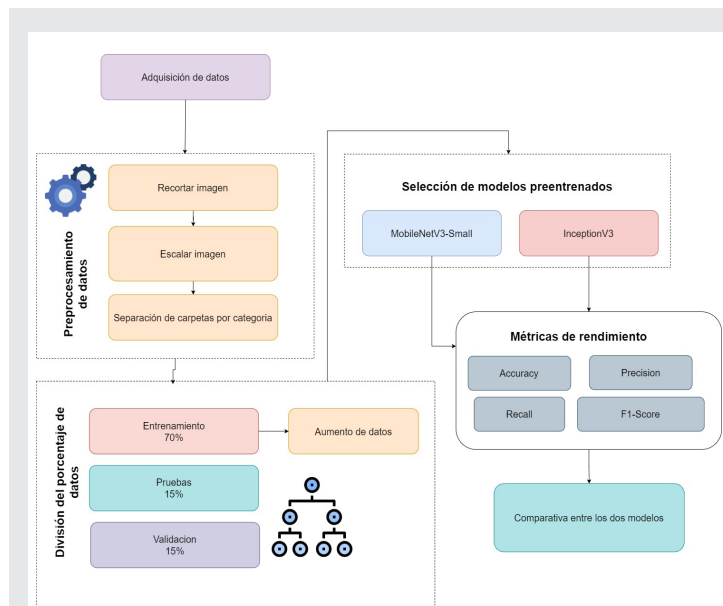 Adquisición de datos
Preprocesamiento
de datos
Recortar imagen
Escalar imagen
Separación de carpetas por categoria
División del porcentaje de
datos
Entrenamiento
70%
Aumento de datos
Pruebas
15%
Validacion
15%
Selección de modelos preentrenados
MobileNetV3-Small
InceptionV3
Métricas de rendimiento
Accuracy
Precision
Recall
F1-Score
Comparativa entre los dos modelos